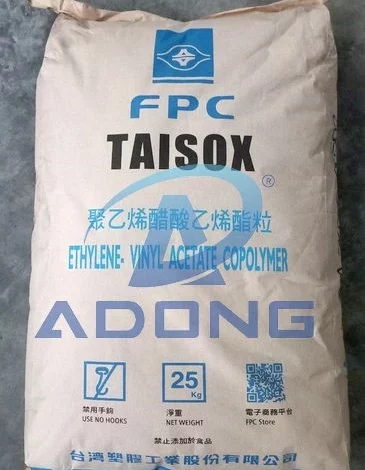 FPC
TAISOX
®
聚乙烯醋酸乙烯酯粒
ETHYLENE- VINYL ACETATE COPOLYMER
ADONG
25
Kg
禁用手鈎 淨重 電子商務平台
USE NO HOOKS NET WEIGHT FPC Store
禁止添加於食品
台湾塑膠工業股份有限公司